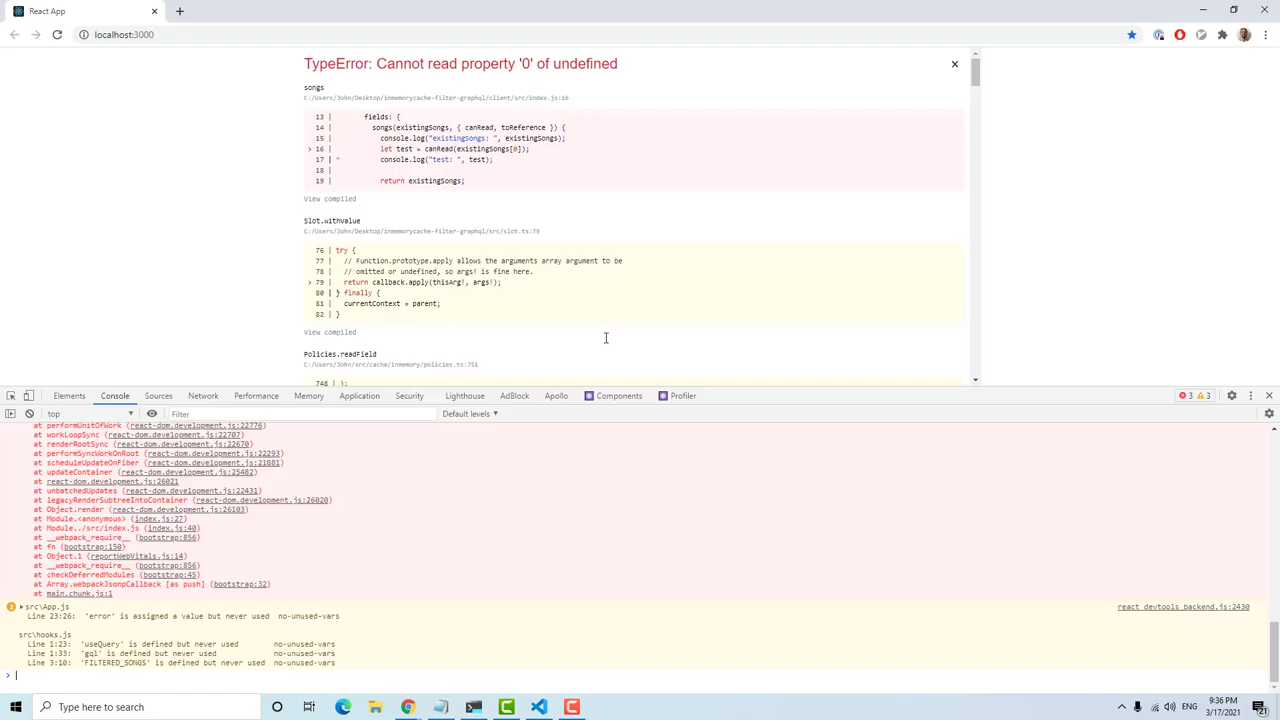 React App
localhost:3000
TypeError: Cannot read property '0' of undefined
songs
C:/Users/John/Desktop/inmemorycache-filter-graphql/client/src/index.js:16
13 | fields: {
14 | songs(existingSongs, { canRead, toReference }) {
15 | console.log("existingSongs: ", existingSongs);
> 16 | let test = canRead(existingSongs[0]);
17 | ^ console.log("test: ", test);
18 |
19 | return existingSongs;
View compiled
Slot.withValue
C:/Users/John/Desktop/inmemorycache-filter-graphql/src/slot.ts:79
76 | try {
77 | // Function.prototype.apply allows the arguments array argument to be
78 | // omitted or undefined, so args! is fine here.
> 79 | return callback.apply(thisArg!, args!);
80 | } finally {
81 | currentContext = parent;
82 | }
View compiled
Policies.readField
C:/Users/John/src/cache/inmemory/policies.ts:751
748 | );
Elements Console Sources Network Performance Memory Application Security Lighthouse AdBlock Apollo Components Profiler 3 3
top Filter Default levels
at performUnitOfWork (react-dom.development.js:22776)
at workLoopSync (react-dom.development.js:22707)
at renderRootSync (react-dom.development.js:22670)
at performSyncWorkOnRoot (react-dom.development.js:22293)
at scheduleUpdateOnFiber (react-dom.development.js:21881)
at updateContainer (react-dom.development.js:25482)
at react-dom.development.js:26021
at unbatchedUpdates (react-dom.development.js:22431)
at legacyRenderSubtreeIntoContainer (react-dom.development.js:26020)
at Object.render (react-dom.development.js:26103)
at Module.<anonymous> (index.js:27)
at Module../src/index.js (index.js:40)
at __webpack_require__ (bootstrap:856)
at fn (bootstrap:150)
at Object.1 (reportWebVitals.js:14)
at __webpack_require__ (bootstrap:856)
at checkDeferredModules (bootstrap:45)
at Array.webpackJsonpCallback [as push] (bootstrap:32)
at main.chunk.js:1
2 src\App.js react_devtools_backend.js:2430
Line 23:26: 'error' is assigned a value but never used no-unused-vars
src\hooks.js
Line 1:23: 'useQuery' is defined but never used no-unused-vars
Line 1:33: 'gql' is defined but never used no-unused-vars
Line 3:10: 'FILTERED_SONGS' is defined but never used no-unused-vars
>
Type here to search
ENG
9:36 PM
3/17/2021
21